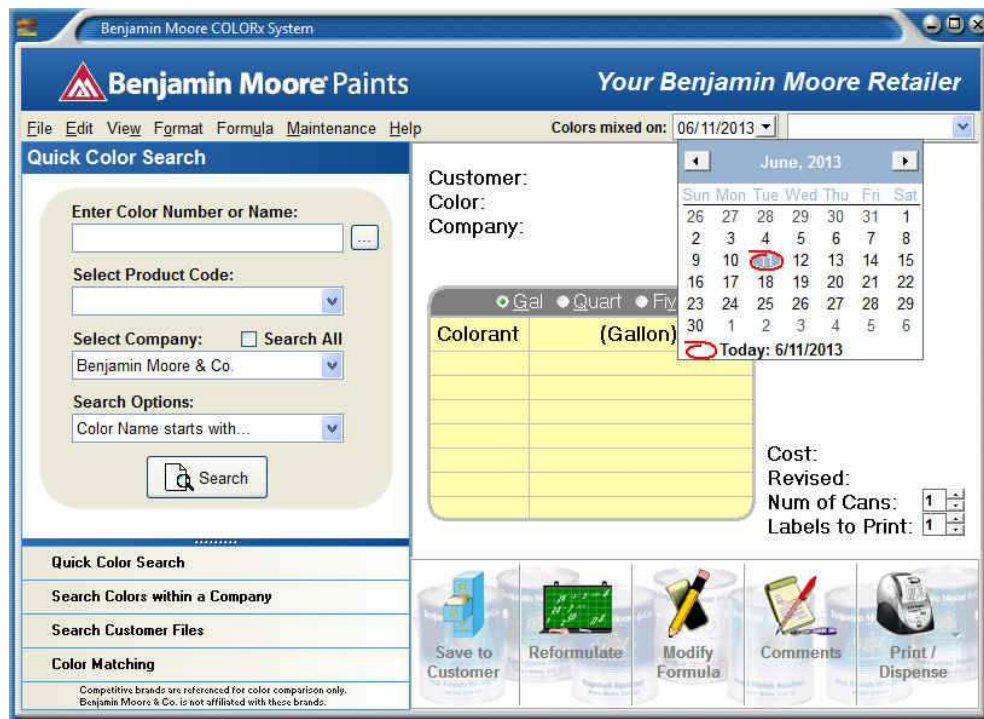 Benjamin Moore COLORx System
Benjamin Moore Paints
Your Benjamin Moore Retailer
File Edit View Format Formula Maintenance Help
Colors mixed on: 06/11/2013
Quick Color Search
Enter Color Number or Name:
...
Select Product Code:
Select Company: Search All
Benjamin Moore & Co.
Search Options:
Color Name starts with...
Search
Customer:
Color:
Company:
June, 2013
Sun Mon Tue Wed Thu Fri Sat
26 27 28 29 30 31 1
2 3 4 5 6 7 8
9 10 11 12 13 14 15
16 17 18 19 20 21 22
23 24 25 26 27 28 29
30 1 2 3 4 5 6
Today: 6/11/2013
Gal Quart
Colorant (Gallon)
Cost:
Revised:
Num of Cans: 1
Labels to Print: 1
Quick Color Search
Search Colors within a Company
Search Customer Files
Color Matching
Competitive brands are referenced for color comparison only.
Benjamin Moore & Co. is not affiliated with these brands.
Save to
Customer
Reformulate
Modify
Formula
Comments
Print /
Dispense